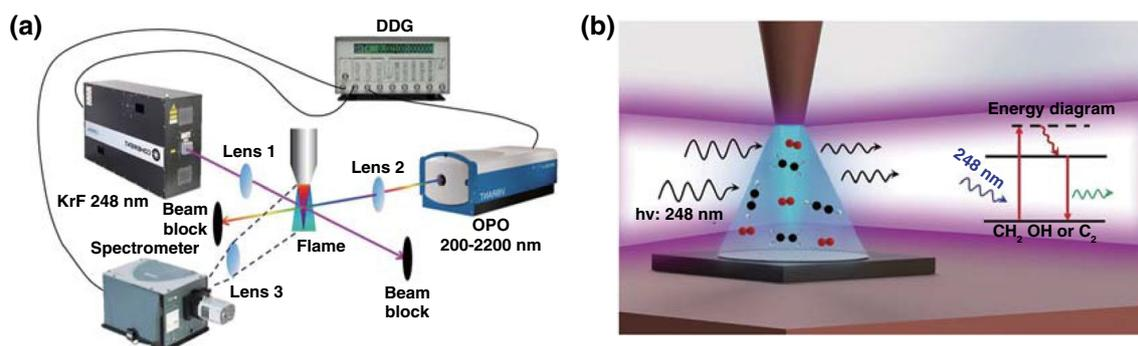 (a)
DDG
Lens 1
Lens 2
KrF 248 nm
Beam
block
Spectrometer
Flame
OPO
200-2200 nm
Lens 3
Beam
block
(b)
Energy diagram
248 nm
hv: 248 nm
CH2 OH or C2